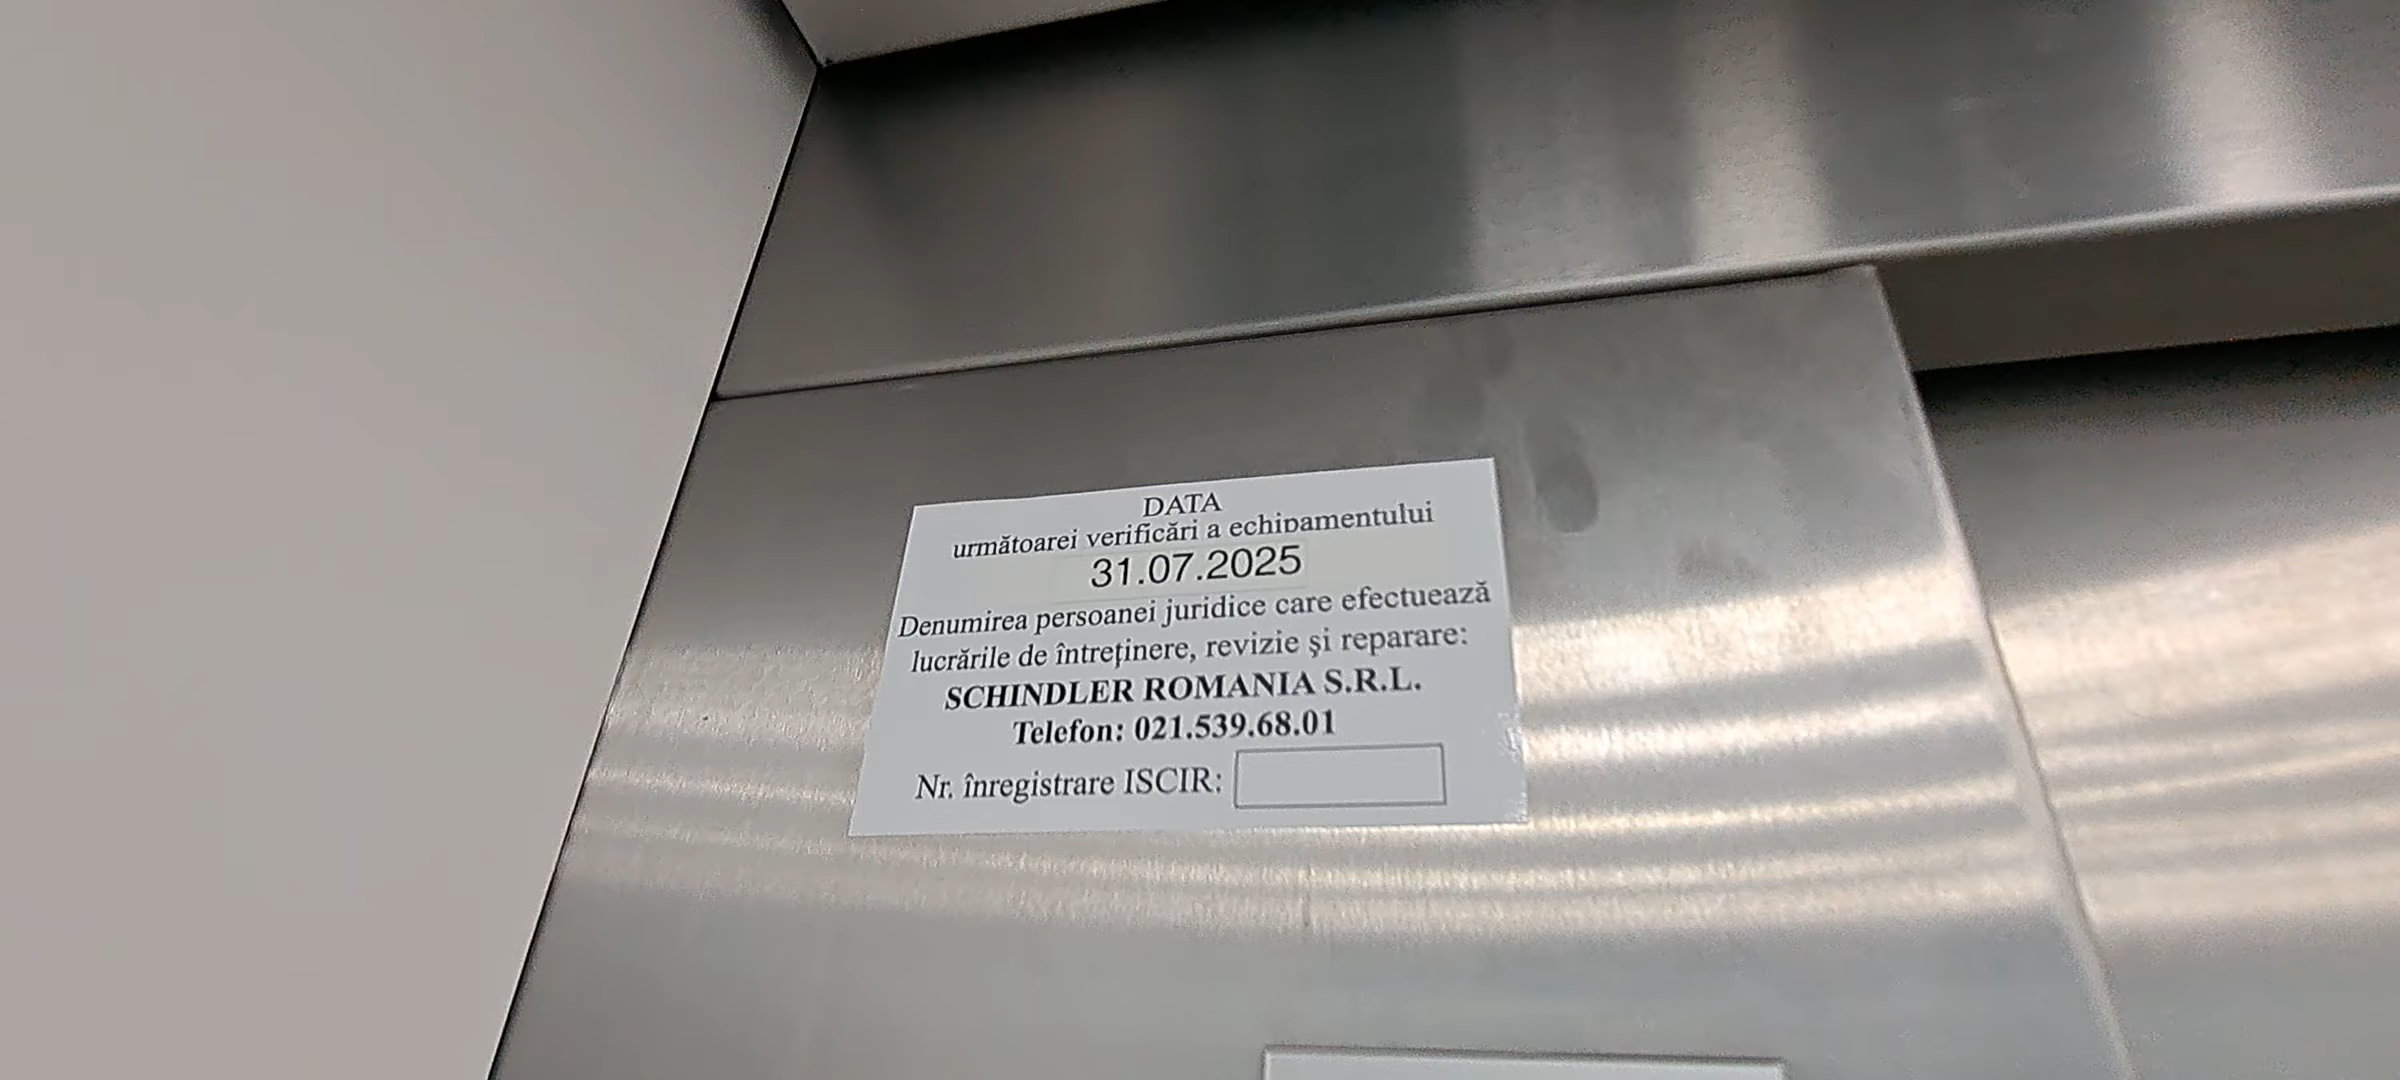 DATA
următoarei verificări a echipamentului
31.07.2025
Denumirea persoanei juridice care efectuează
lucrările de întreținere, revizie și reparare:
SCHINDLER ROMANIA S.R.L.
Telefon: 021.539.68.01
Nr. înregistrare ISCIR: